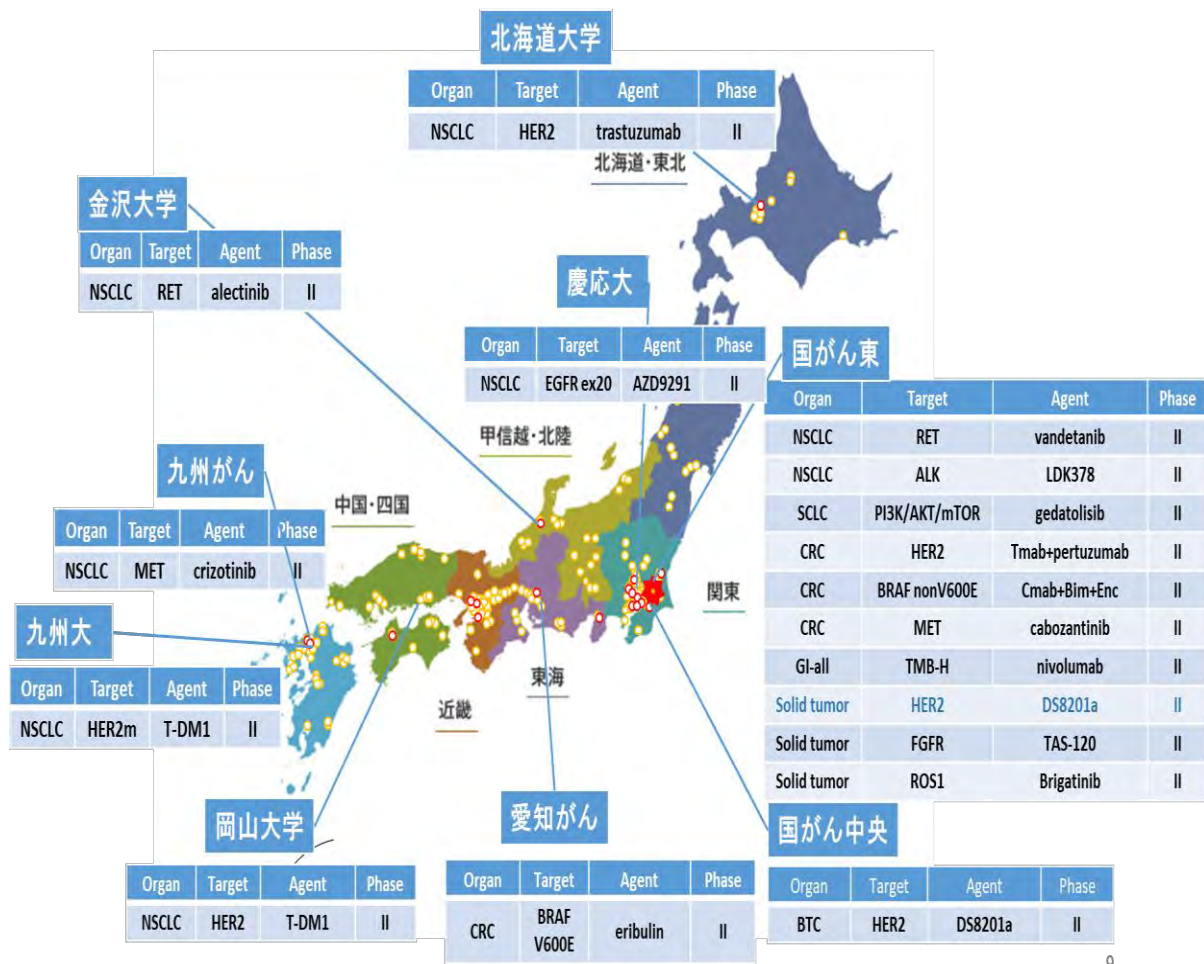 北海道大学
Organ Target Agent Phase
NSCLC HER2 trastuzumab II
北海道・東北
金沢大学
Organ Target Agent Phase
NSCLC RET alectinib II
慶応大
Organ Target Agent Phase
NSCLC EGFR ex20 AZD9291 II
国がん東
Organ Target Agent Phase
NSCLC RET vandetanib II
NSCLC ALK LDK378 II
SCLC PI3K/AKT/mTOR gedatolisib II
CRC HER2 Tmab+pertuzumab II
CRC BRAF nonV600E Cmab+Bim+Enc II
CRC MET cabozantinib II
GI-all TMB-H nivolumab II
Solid tumor HER2 DS8201a II
Solid tumor FGFR TAS-120 II
Solid tumor ROS1 Brigatinib II
甲信越・北陸
九州がん
Organ Target Agent Phase
NSCLC MET crizotinib II
中国・四国
関東
九州大
Organ Target Agent Phase
NSCLC HER2m T-DM1 II
東海
近畿
岡山大学
Organ Target Agent Phase
NSCLC HER2 T-DM1 II
愛知がん
Organ Target Agent Phase
CRC BRAF V600E eribulin II
国がん中央
Organ Target Agent Phase
BTC HER2 DS8201a II
9